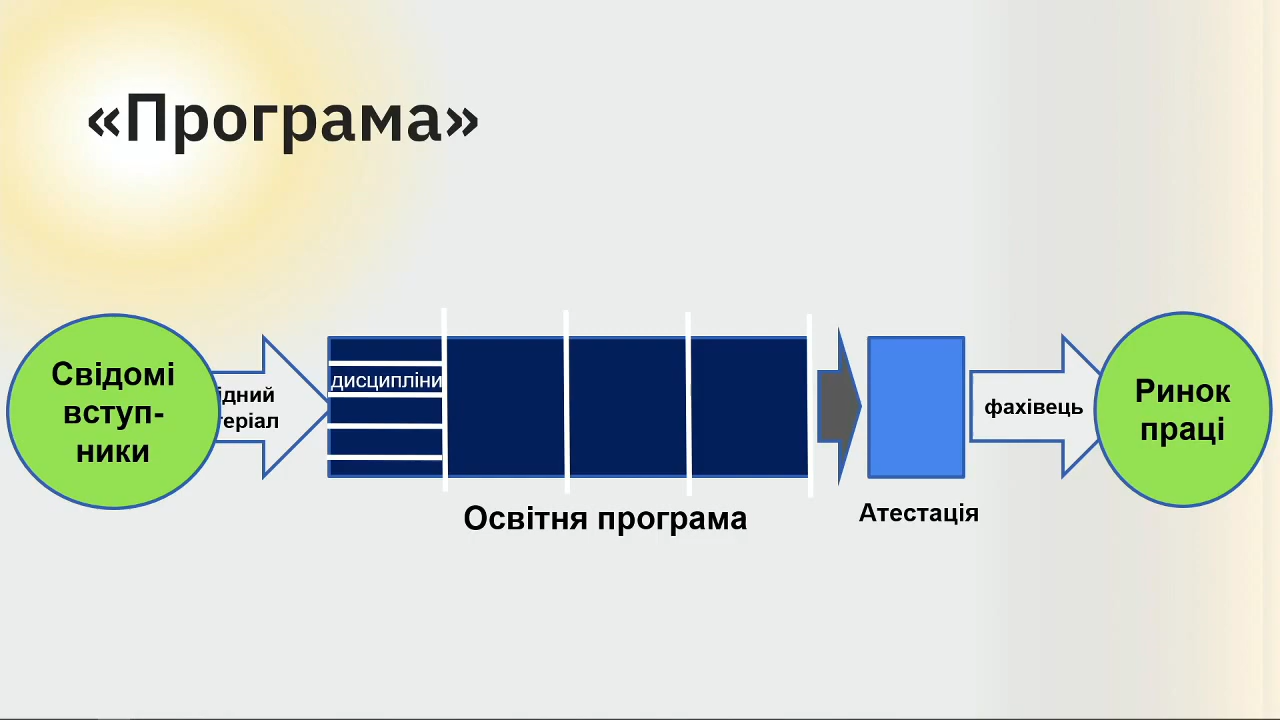 «Програма»
Свідомі
вступ-
ники
дисципліни
фахівець
Ринок
праці
Освітня програма
Атестація